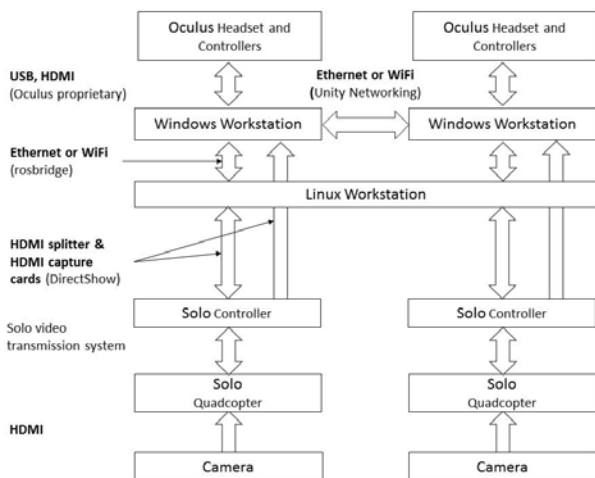 Oculus Headset and
Controllers
Oculus Headset and
Controllers
USB, HDMI
(Oculus proprietary)
Ethernet or WiFi
(Unity Networking)
Windows Workstation
Windows Workstation
Ethernet or WiFi
(rosbridge)
Linux Workstation
HDMI splitter &
HDMI capture
cards (DirectShow)
Solo Controller
Solo Controller
Solo video
transmission system
Solo
Quadcopter
Solo
Quadcopter
HDMI
Camera
Camera